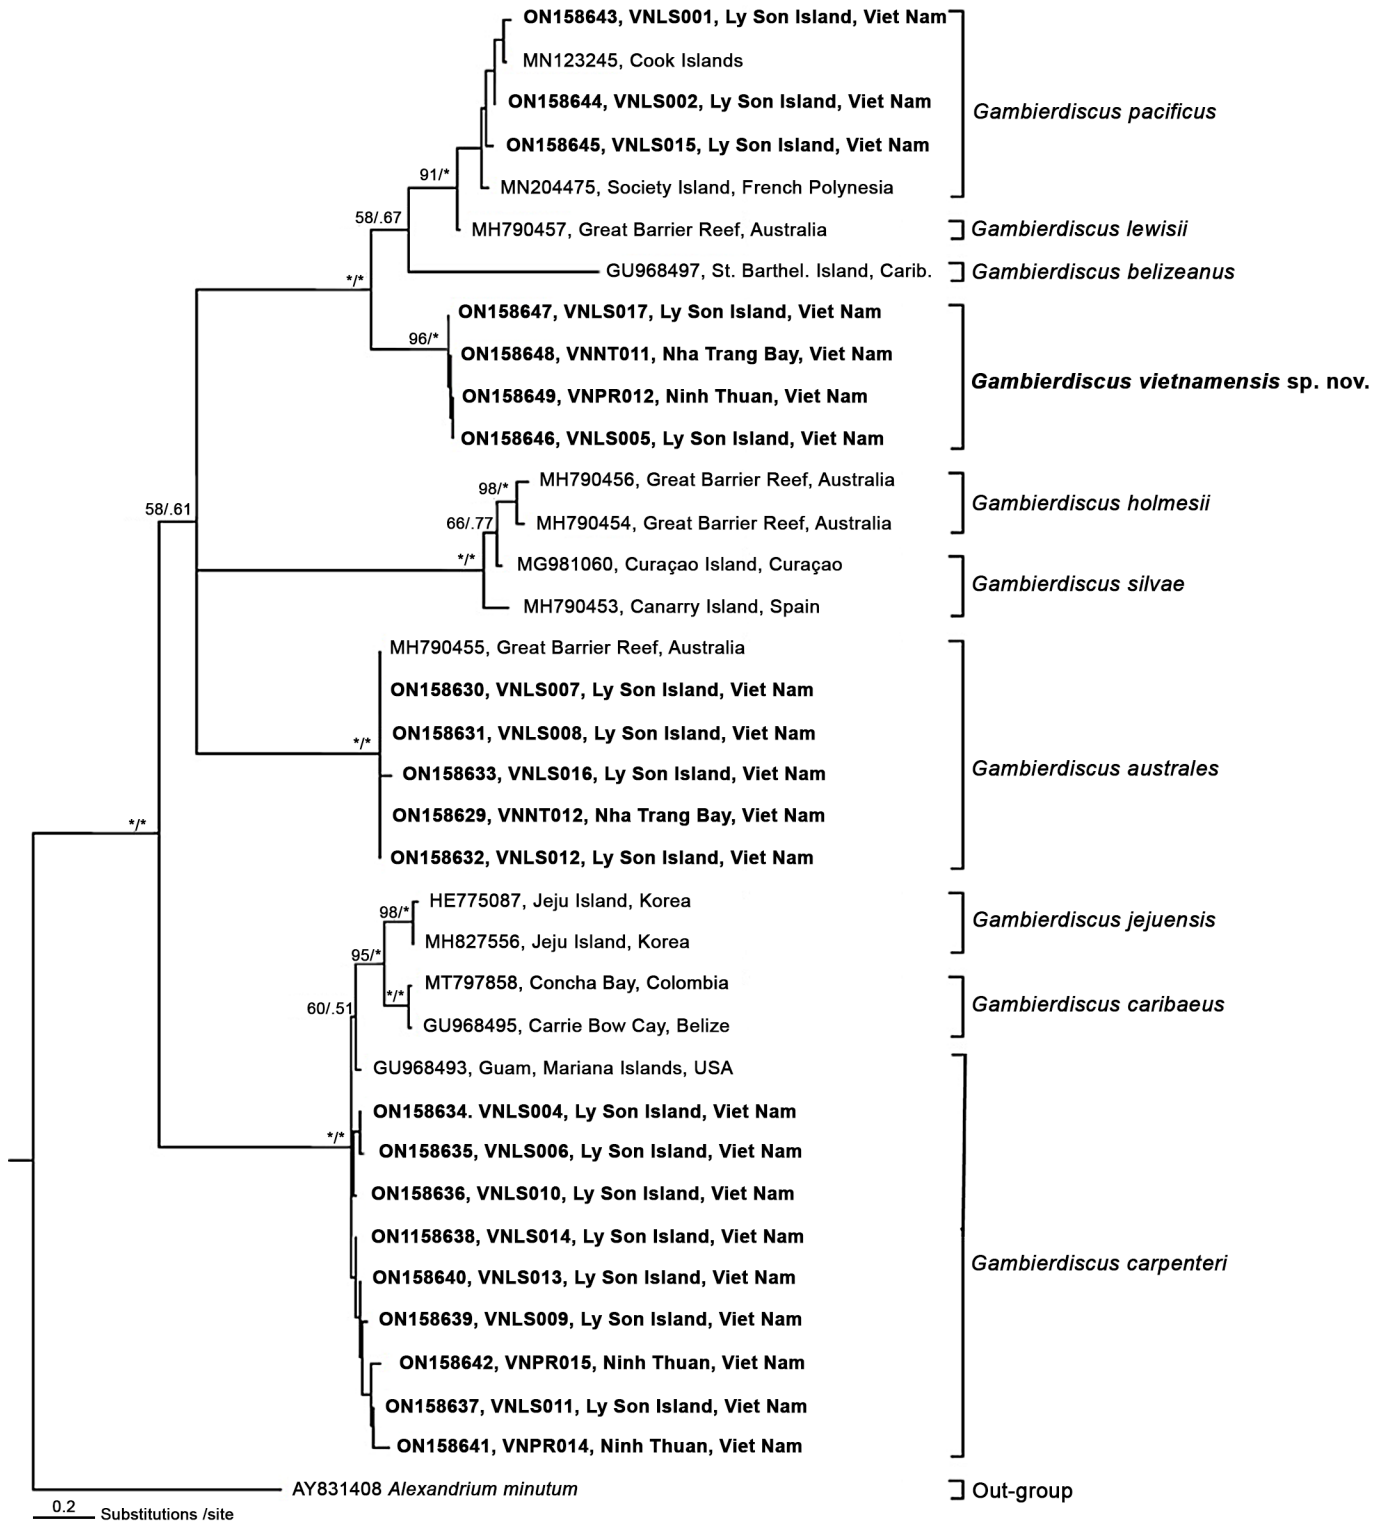 ON158643, VNLS001, Ly Son Island, Viet Nam
MN123245, Cook Islands
ON158644, VNLS002, Ly Son Island, Viet Nam
Gambierdiscus pacificus
ON158645, VNLS015, Ly Son Island, Viet Nam
91/*
MN204475, Society Island, French Polynesia
58/.67
MH790457, Great Barrier Reef, Australia
Gambierdiscus lewisii
*/*
GU968497, St. Barthel. Island, Carib.
Gambierdiscus belizeanus
ON158647, VNLS017, Ly Son Island, Viet Nam
96/*
ON158648, VNNT011, Nha Trang Bay, Viet Nam
Gambierdiscus vietnamensis sp. nov.
ON158649, VNPR012, Ninh Thuan, Viet Nam
ON158646, VNLS005, Ly Son Island, Viet Nam
MH790456, Great Barrier Reef, Australia
98/*
Gambierdiscus holmesii
58/.61
66/.77
MH790454, Great Barrier Reef, Australia
*/*
MG981060, Curaçao Island, Curaçao
Gambierdiscus silvae
MH790453, Canarry Island, Spain
MH790455, Great Barrier Reef, Australia
ON158630, VNLS007, Ly Son Island, Viet Nam
ON158631, VNLS008, Ly Son Island, Viet Nam
*/*
ON158633, VNLS016, Ly Son Island, Viet Nam
Gambierdiscus australes
ON158629, VNNT012, Nha Trang Bay, Viet Nam
*/*
ON158632, VNLS012, Ly Son Island, Viet Nam
HE775087, Jeju Island, Korea
98/*
Gambierdiscus jejuensis
MH827556, Jeju Island, Korea
95/*
MT797858, Concha Bay, Colombia
*/*
Gambierdiscus caribaeus
60/.51
GU968495, Carrie Bow Cay, Belize
GU968493, Guam, Mariana Islands, USA
ON158634. VNLS004, Ly Son Island, Viet Nam
*/*
ON158635, VNLS006, Ly Son Island, Viet Nam
ON158636, VNLS010, Ly Son Island, Viet Nam
ON1158638, VNLS014, Ly Son Island, Viet Nam
Gambierdiscus carpenteri
ON158640, VNLS013, Ly Son Island, Viet Nam
ON158639, VNLS009, Ly Son Island, Viet Nam
ON158642, VNPR015, Ninh Thuan, Viet Nam
ON158637, VNLS011, Ly Son Island, Viet Nam
ON158641, VNPR014, Ninh Thuan, Viet Nam
AY831408 Alexandrium minutum
Out-group
0.2
Substitutions /site